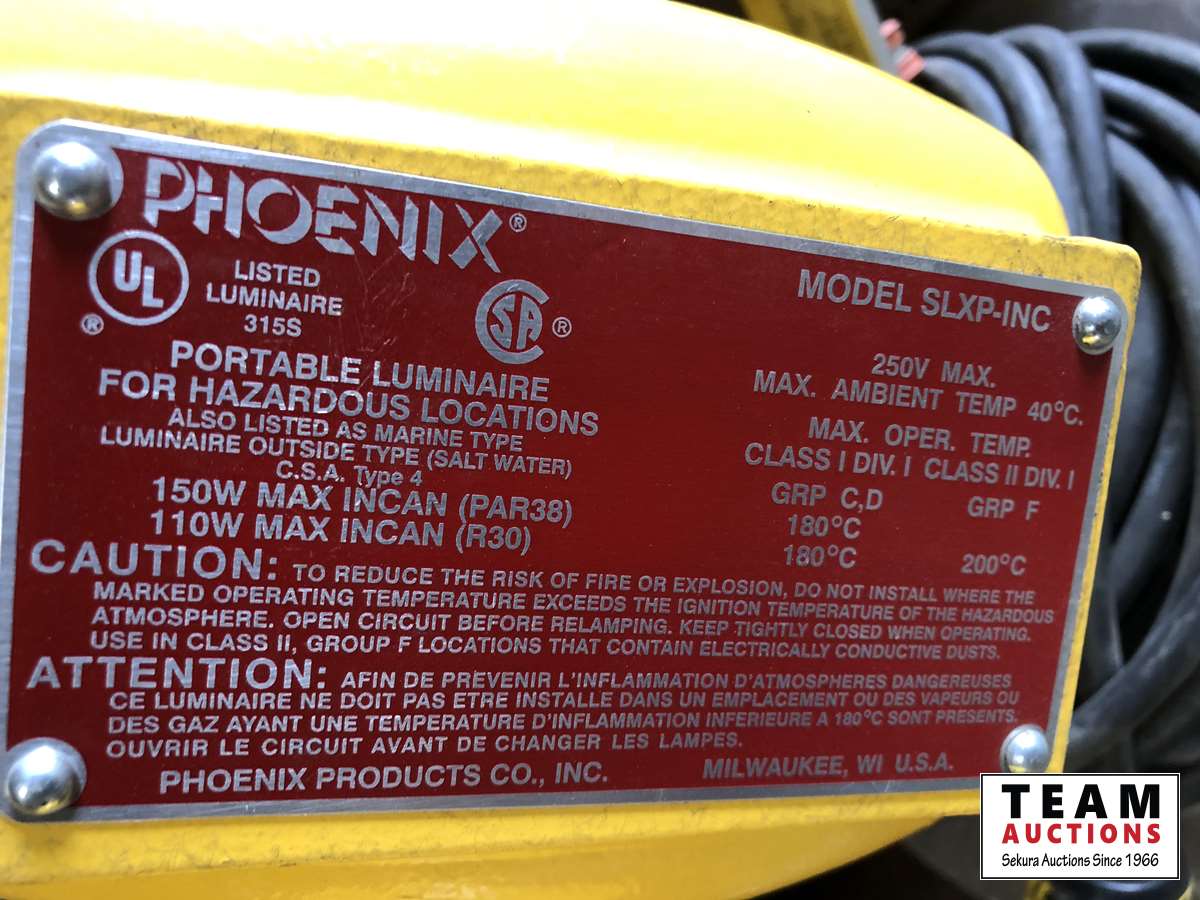 PHOENIX®
MODEL SLXP-INC
UL
®
LISTED
LUMINAIRE
315S
CSA ®
PORTABLE LUMINAIRE
FOR HAZARDOUS LOCATIONS
ALSO LISTED AS MARINE TYPE
LUMINAIRE OUTSIDE TYPE (SALT WATER)
C.S.A. Type 4
150W MAX INCAN (PAR38)
110W MAX INCAN (R30)
250V MAX.
MAX. AMBIENT TEMP 40°C.
MAX. OPER. TEMP.
CLASS I DIV. I CLASS II DIV. I
GRP C,D GRP F
180°C
180°C 200°C
CAUTION: TO REDUCE THE RISK OF FIRE OR EXPLOSION, DO NOT INSTALL WHERE THE
MARKED OPERATING TEMPERATURE EXCEEDS THE IGNITION TEMPERATURE OF THE HAZARDOUS
ATMOSPHERE. OPEN CIRCUIT BEFORE RELAMPING. KEEP TIGHTLY CLOSED WHEN OPERATING.
USE IN CLASS II, GROUP F LOCATIONS THAT CONTAIN ELECTRICALLY CONDUCTIVE DUSTS.
ATTENTION: AFIN DE PREVENIR L'INFLAMMATION D'ATMOSPHERES DANGEREUSES
CE LUMINAIRE NE DOIT PAS ETRE INSTALLE DANS UN EMPLACEMENT OU DES VAPEURS OU
DES GAZ AYANT UNE TEMPERATURE D'INFLAMMATION INFERIEURE A 180°C SONT PRESENTS.
OUVRIR LE CIRCUIT AVANT DE CHANGER LES LAMPES.
PHOENIX PRODUCTS CO., INC. MILWAUKEE, WI U.S.A.
TEAM
AUCTIONS
Sekura Auctions Since 1966